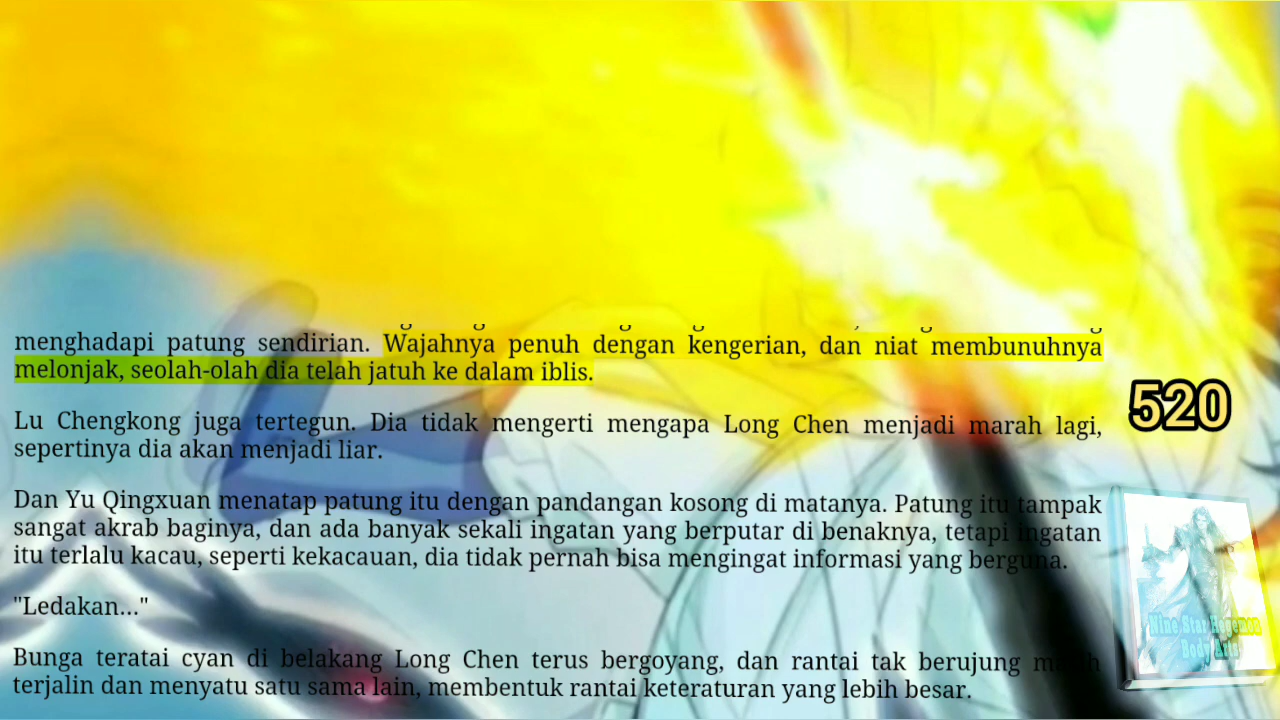 menghadapi patung sendirian. Wajahnya penuh dengan kengerian, dan niat membunuhnya
melonjak, seolah-olah dia telah jatuh ke dalam iblis.
Lu Chengkong juga tertegun. Dia tidak mengerti mengapa Long Chen menjadi marah lagi,
sepertinya dia akan menjadi liar.
Dan Yu Qingxuan menatap patung itu dengan pandangan kosong di matanya. Patung itu tampak
sangat akrab baginya, dan ada banyak sekali ingatan yang berputar di benaknya, tetapi ingatan
itu terlalu kacau, seperti kekacauan, dia tidak pernah bisa mengingat informasi yang berguna.
"Ledakan..."
Bunga teratai cyan di belakang Long Chen terus bergoyang, dan rantai tak berujung masih
terjalin dan menyatu satu sama lain, membentuk rantai keteraturan yang lebih besar.
520
Nine Star Hegemon
Body Arts